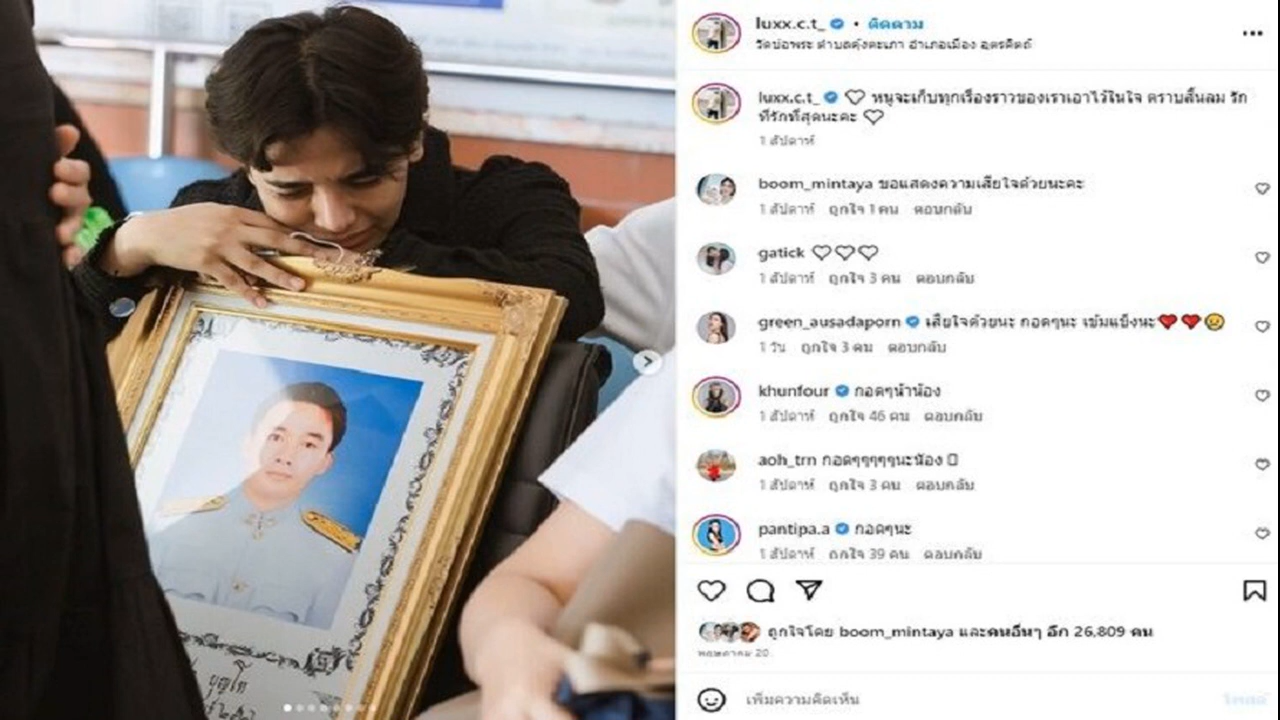 luxx.c.t_ • ติดตาม
วัดบ่อพระ ตำบลคุ้งตะเภา อำเภอเมือง อุตรดิตถ์
luxx.c.t_ ♡ หนูจะเก็บทุกเรื่องราวของเราเอาไว้ในใจ ตราบสิ้นลม รัก
ที่รักที่สุดนะคะ ♡
1 สัปดาห์
boom_mintaya ขอแสดงความเสียใจด้วยนะคะ
1 สัปดาห์ ถูกใจ 1 คน ตอบกลับ
gatick ♡♡♡
1 สัปดาห์ ถูกใจ 3 คน ตอบกลับ
green_ausadaporn เสียใจด้วยนะ กอดๆนะ เข้มแข็งนะ❤️❤️😢
1 วัน ถูกใจ 3 คน ตอบกลับ
khunfour กอดๆน้าน้อง
1 สัปดาห์ ถูกใจ 46 คน ตอบกลับ
aoh_trn กอดๆๆๆๆๆนะน้อง
1 สัปดาห์ ถูกใจ 3 คน ตอบกลับ
pantipa.a กอดๆนะ
1 สัปดาห์ ถูกใจ 39 คน ตอบกลับ
ถูกใจโดย boom_mintaya และคนอื่นๆ อีก 26,809 คน
พฤษภาคม 20
เพิ่มความคิดเห็น
โพสต์
บุญโท